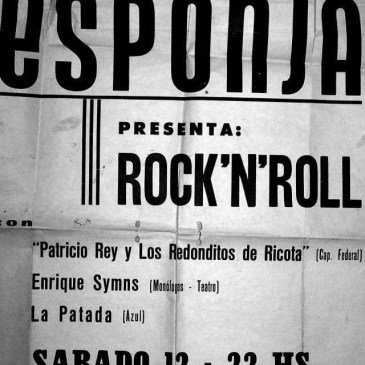 esponja
PRESENTA:
ROCK'N'ROLL
con
"Patricio Rey y Los Redonditos de Ricota" (Cap. Federal)
Enrique Symns (Monólogos - Teatro)
La Patada (Azul)
SABADO 12 - 22 HS